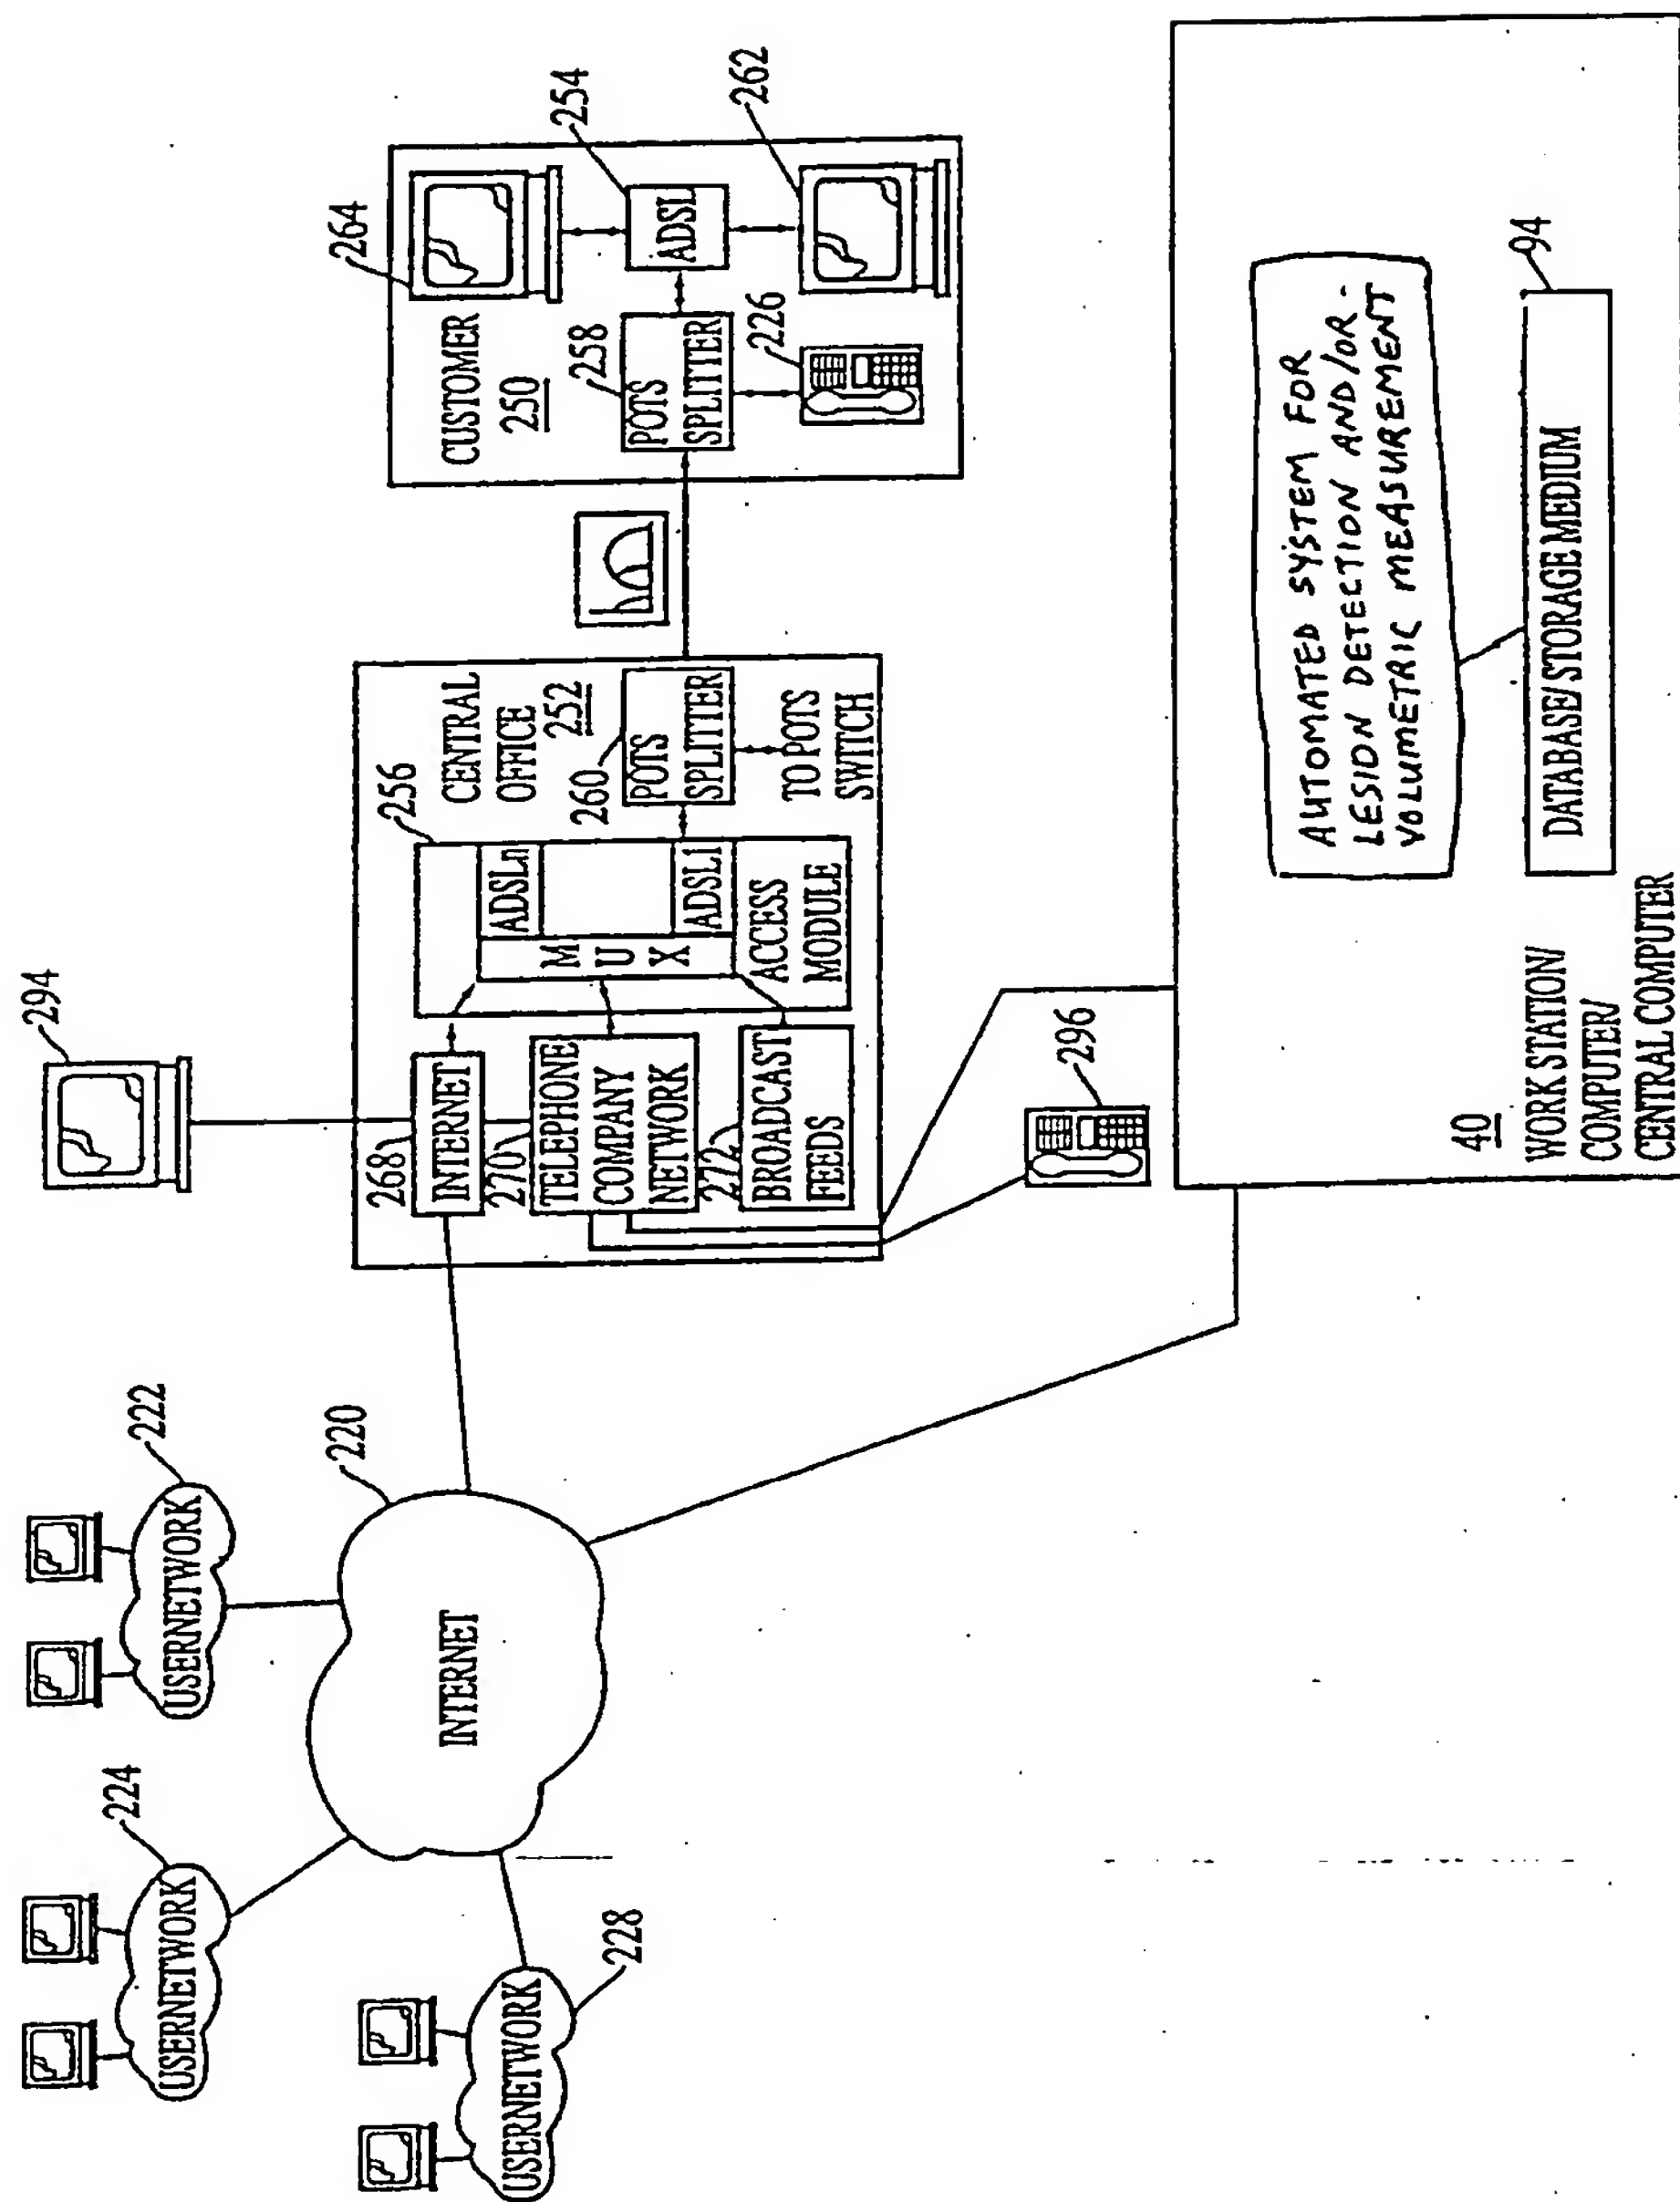 264
CUSTOMER
250
254
258
ADSL
POTS
SPLITTER
262
226
294
256
CENTRAL
OFFICE
252
260
POTS
SPLITTER
TO POTS
SWITCH
ADSLn
ADSL1
M
U
X
ACCESS
MODULE
268
INTERNET
270
TELEPHONE
COMPANY
NETWORK
272
BROADCAST
FEEDS
296
222
USERNETWORK
224
USERNETWORK
228
USERNETWORK
220
INTERNET
AUTOMATED SYSTEM FOR
LESION DETECTION AND/OR
VOLUMETRIC MEASUREMENT
94
DATABASE/STORAGE MEDIUM
40
WORK STATION/
COMPUTER/
CENTRAL COMPUTER